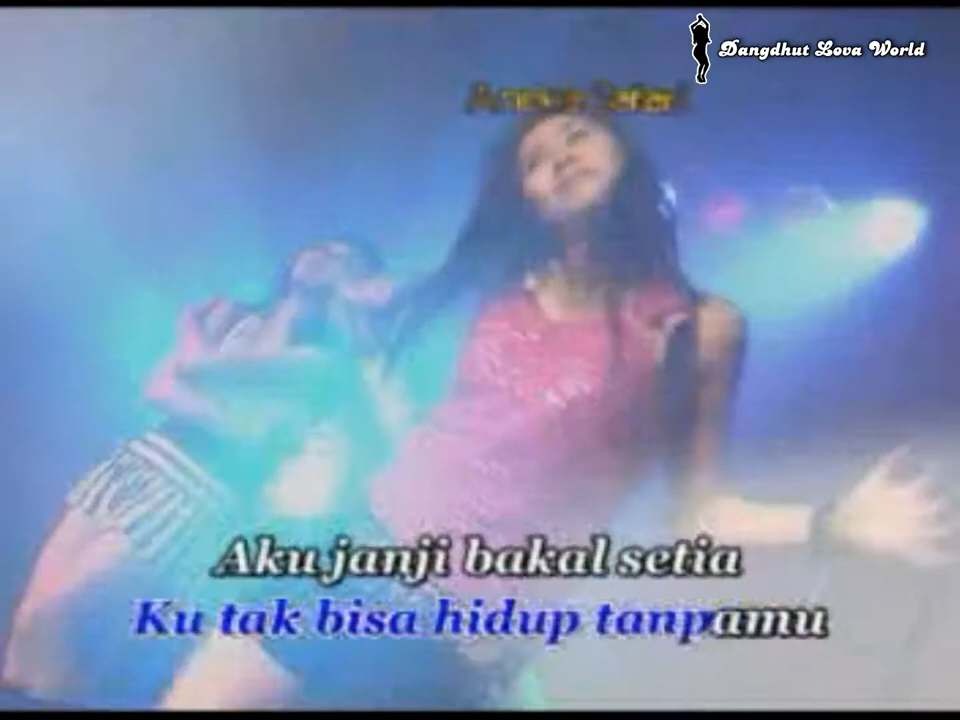 Dangdhut Lova World
Aku janji bakal setia
Ku tak bisa hidup tanpamu